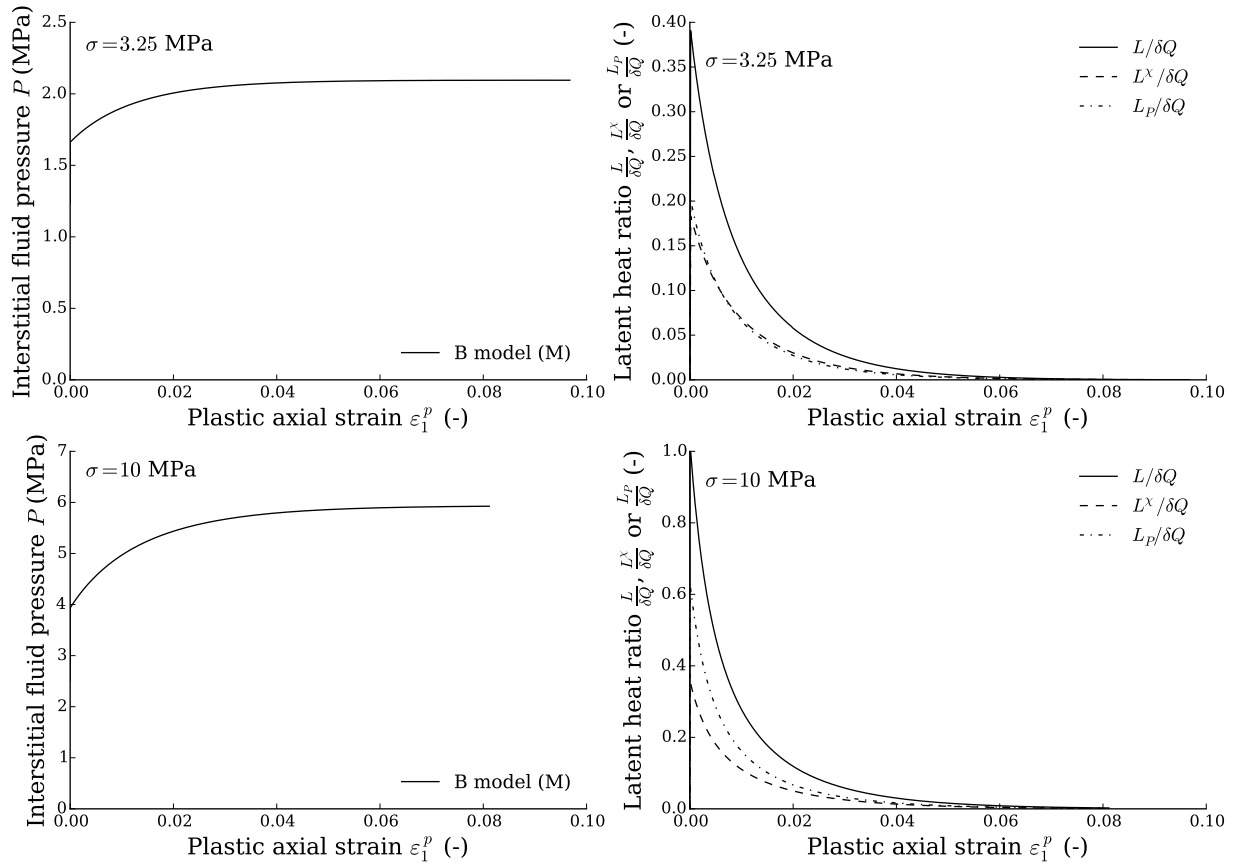 σ=3.25 MPa
Interstitial fluid pressure P (MPa)
2.5
2.0
1.5
1.0
0.5
0.0
B model (M)
0.00 0.02 0.04 0.06 0.08 0.10
Plastic axial strain ε₁ᵖ (-)
σ=3.25 MPa
Latent heat ratio L/δQ, Lᵡ/δQ or L_P/δQ (-)
0.40
0.35
0.30
0.25
0.20
0.15
0.10
0.05
0.00
L/δQ
Lᵡ/δQ
L_P/δQ
0.00 0.02 0.04 0.06 0.08 0.10
Plastic axial strain ε₁ᵖ (-)
σ=10 MPa
Interstitial fluid pressure P (MPa)
7
6
5
4
3
2
1
0
B model (M)
0.00 0.02 0.04 0.06 0.08 0.10
Plastic axial strain ε₁ᵖ (-)
σ=10 MPa
Latent heat ratio L/δQ, Lᵡ/δQ or L_P/δQ (-)
1.0
0.8
0.6
0.4
0.2
0.0
L/δQ
Lᵡ/δQ
L_P/δQ
0.00 0.02 0.04 0.06 0.08 0.10
Plastic axial strain ε₁ᵖ (-)